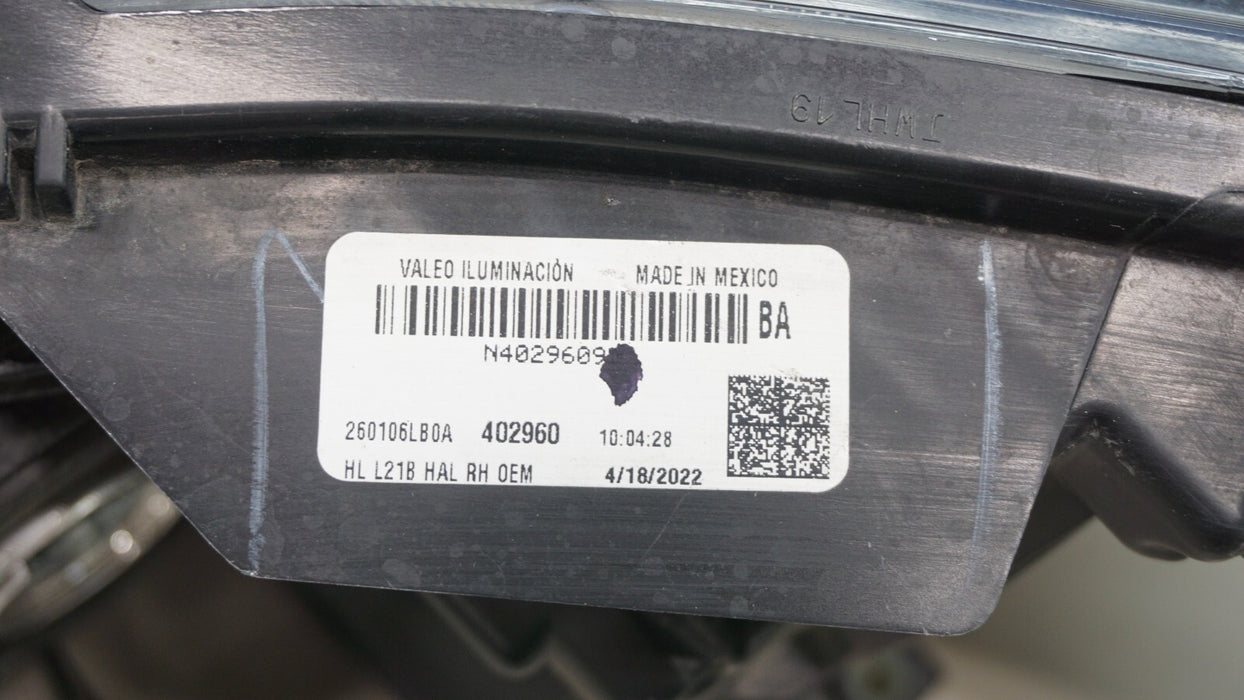 IWHL19
VALEO ILUMINACIÓN MADE IN MEXICO
BA
260106LB0A 402960 10:04:28
HL L21B HAL RH OEM 4/18/2022